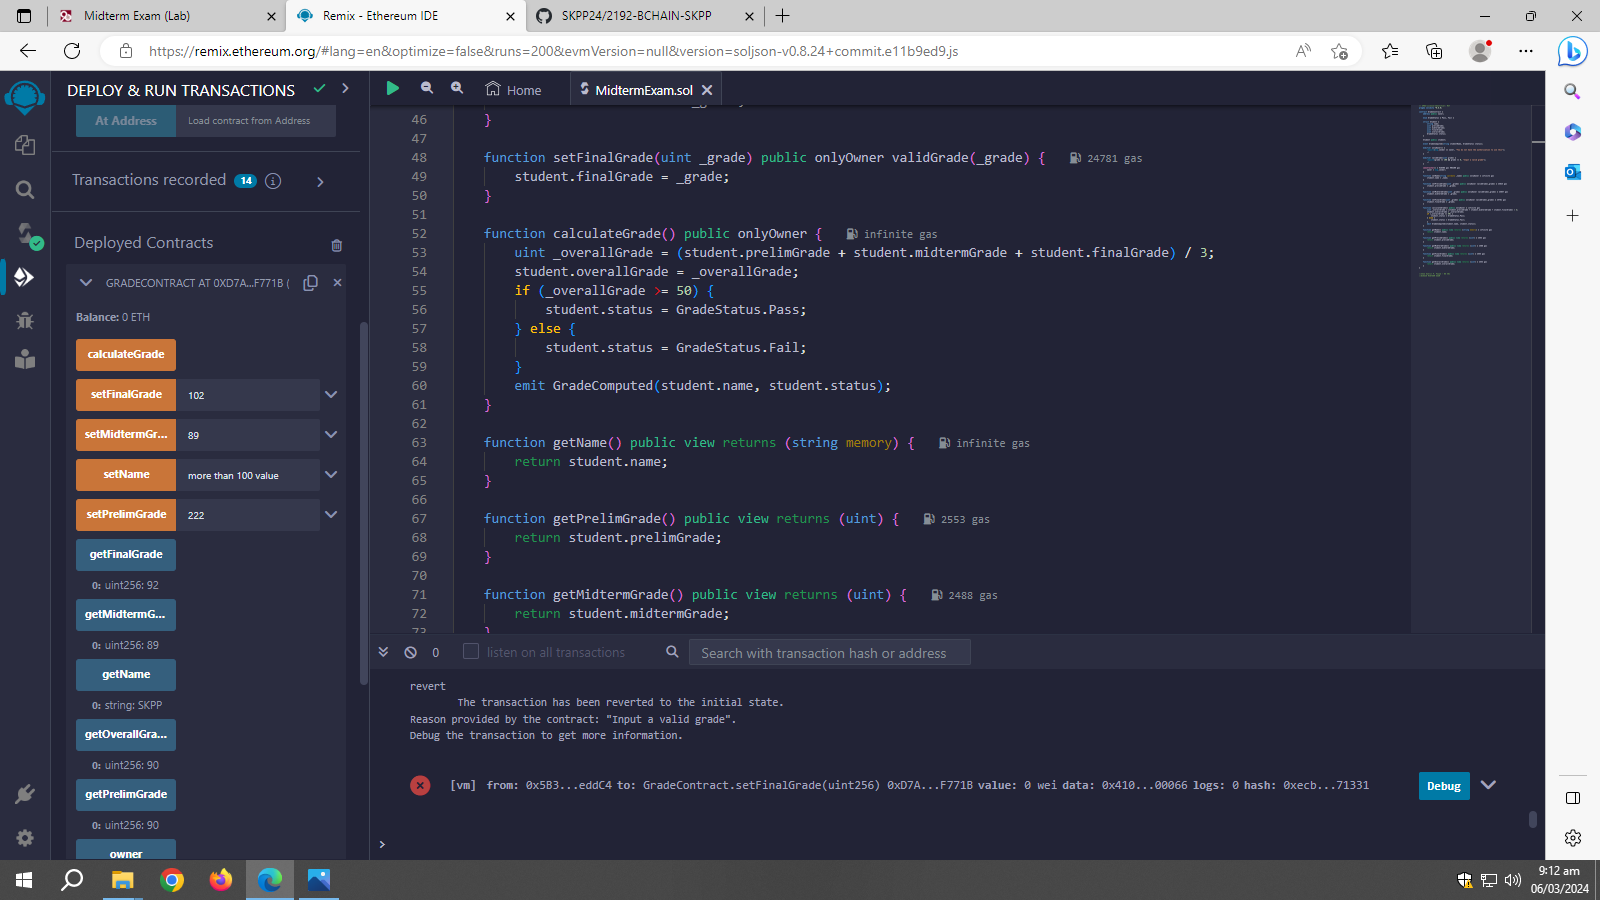 Midterm Exam (Lab)
Remix - Ethereum IDE
SKPP24/2192-BCHAIN-SKPP
https://remix.ethereum.org/#lang=en&optimize=false&runs=200&evmVersion=null&version=soljson-v0.8.24+commit.e11b9ed9.js
DEPLOY & RUN TRANSACTIONS
At Address
Load contract from Address
Transactions recorded 14
Deployed Contracts
GRADECONTRACT AT 0XD7A...F771B (
Balance: 0 ETH
calculateGrade
setFinalGrade 102
setMidtermGr... 89
setName more than 100 value
setPrelimGrade 222
getFinalGrade
0: uint256: 92
getMidtermG...
0: uint256: 89
getName
0: string: SKPP
getOverallGra...
0: uint256: 90
getPrelimGrade
0: uint256: 90
owner
Home
MidtermExam.sol
46 }
47
48 function setFinalGrade(uint _grade) public onlyOwner validGrade(_grade) { 24781 gas
49 student.finalGrade = _grade;
50 }
51
52 function calculateGrade() public onlyOwner { infinite gas
53 uint _overallGrade = (student.prelimGrade + student.midtermGrade + student.finalGrade) / 3;
54 student.overallGrade = _overallGrade;
55 if (_overallGrade >= 50) {
56 student.status = GradeStatus.Pass;
57 } else {
58 student.status = GradeStatus.Fail;
59 }
60 emit GradeComputed(student.name, student.status);
61 }
62
63 function getName() public view returns (string memory) { infinite gas
64 return student.name;
65 }
66
67 function getPrelimGrade() public view returns (uint) { 2553 gas
68 return student.prelimGrade;
69 }
70
71 function getMidtermGrade() public view returns (uint) { 2488 gas
72 return student.midtermGrade;
73 }
0
listen on all transactions
Search with transaction hash or address
revert
The transaction has been reverted to the initial state.
Reason provided by the contract: "Input a valid grade".
Debug the transaction to get more information.
[vm] from: 0x5B3...eddC4 to: GradeContract.setFinalGrade(uint256) 0xD7A...F771B value: 0 wei data: 0x410...00066 logs: 0 hash: 0xecb...71331
Debug
>
9:12 am
06/03/2024